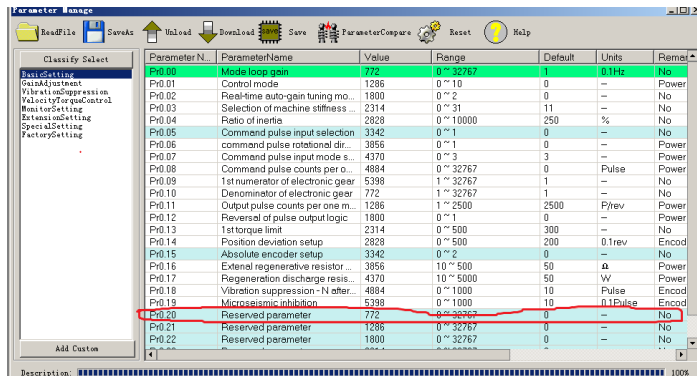 Parameter Manage
ReadFile SaveAs Unload Download Save ParameterCompare Reset Help
Classify Select
BasicSetting
GainAdjustment
VibrationSuppression
VelocityTorqueControl
MonitorSetting
ExtensionSetting
SpecialSetting
FactorySetting
Add Custom
Parameter N... ParameterName Value Range Default Units Remar
Pr0.00 Mode loop gain 772 0 ~ 32767 1 0.1Hz No
Pr0.01 Control mode 1286 0 ~ 10 0 – Power
Pr0.02 Real-time auto-gain tuning mo... 1800 0 ~ 2 0 – No
Pr0.03 Selection of machine stiffness ... 2314 0 ~ 31 11 – No
Pr0.04 Ratio of inertia 2828 0 ~ 10000 250 % No
Pr0.05 Command pulse input selection 3342 0 ~ 1 0 – No
Pr0.06 command pulse rotational dir... 3856 0 ~ 1 0 – Power
Pr0.07 Command pulse input mode s... 4370 0 ~ 3 3 – Power
Pr0.08 Command pulse counts per o... 4884 0 ~ 32767 0 Pulse Power
Pr0.09 1st numerator of electronic gear 5398 1 ~ 32767 1 – No
Pr0.10 Denominator of electronic gear 772 1 ~ 32767 1 – No
Pr0.11 Output pulse counts per one m... 1286 1 ~ 2500 2500 P/rev Power
Pr0.12 Reversal of pulse output logic 1800 0 ~ 1 0 – Power
Pr0.13 1st torque limit 2314 0 ~ 500 300 – No
Pr0.14 Position deviation setup 2828 0 ~ 500 200 0.1rev Encod
Pr0.15 Absolute encoder setup 3342 0 ~ 2 0 – No
Pr0.16 Extenal regenerative resistor ... 3856 10 ~ 500 50 Ω Power
Pr0.17 Regeneration discharge resis... 4370 10 ~ 5000 50 W Power
Pr0.18 Vibration suppression - N after... 4884 0 ~ 1000 10 Pulse Encod
Pr0.19 Microseismic inhibition 5398 0 ~ 1000 10 0.1Pulse Encod
Pr0.20 Reserved parameter 772 0 ~ 32767 0 – No
Pr0.21 Reserved parameter 1286 0 ~ 32767 0 – No
Pr0.22 Reserved parameter 1800 0 ~ 32767 0 – No
Description: 100%